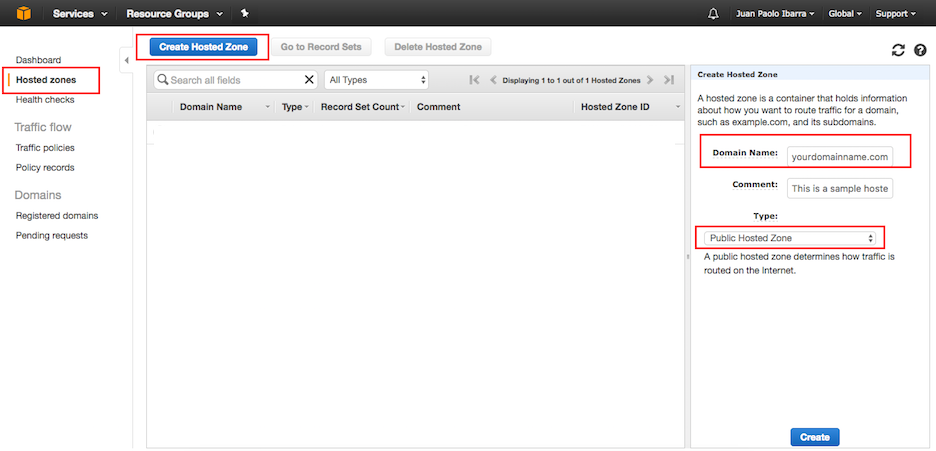 Services Resource Groups Juan Paolo Ibarra Global Support
Dashboard
Hosted zones
Health checks
Traffic flow
Traffic policies
Policy records
Domains
Registered domains
Pending requests
Create Hosted Zone Go to Record Sets Delete Hosted Zone
Search all fields All Types Displaying 1 to 1 out of 1 Hosted Zones
Domain Name Type Record Set Count Comment Hosted Zone ID
Create Hosted Zone
A hosted zone is a container that holds information
about how you want to route traffic for a domain,
such as example.com, and its subdomains.
Domain Name: yourdomainname.com
Comment: This is a sample hoste
Type:
Public Hosted Zone
A public hosted zone determines how traffic is
routed on the Internet.
Create